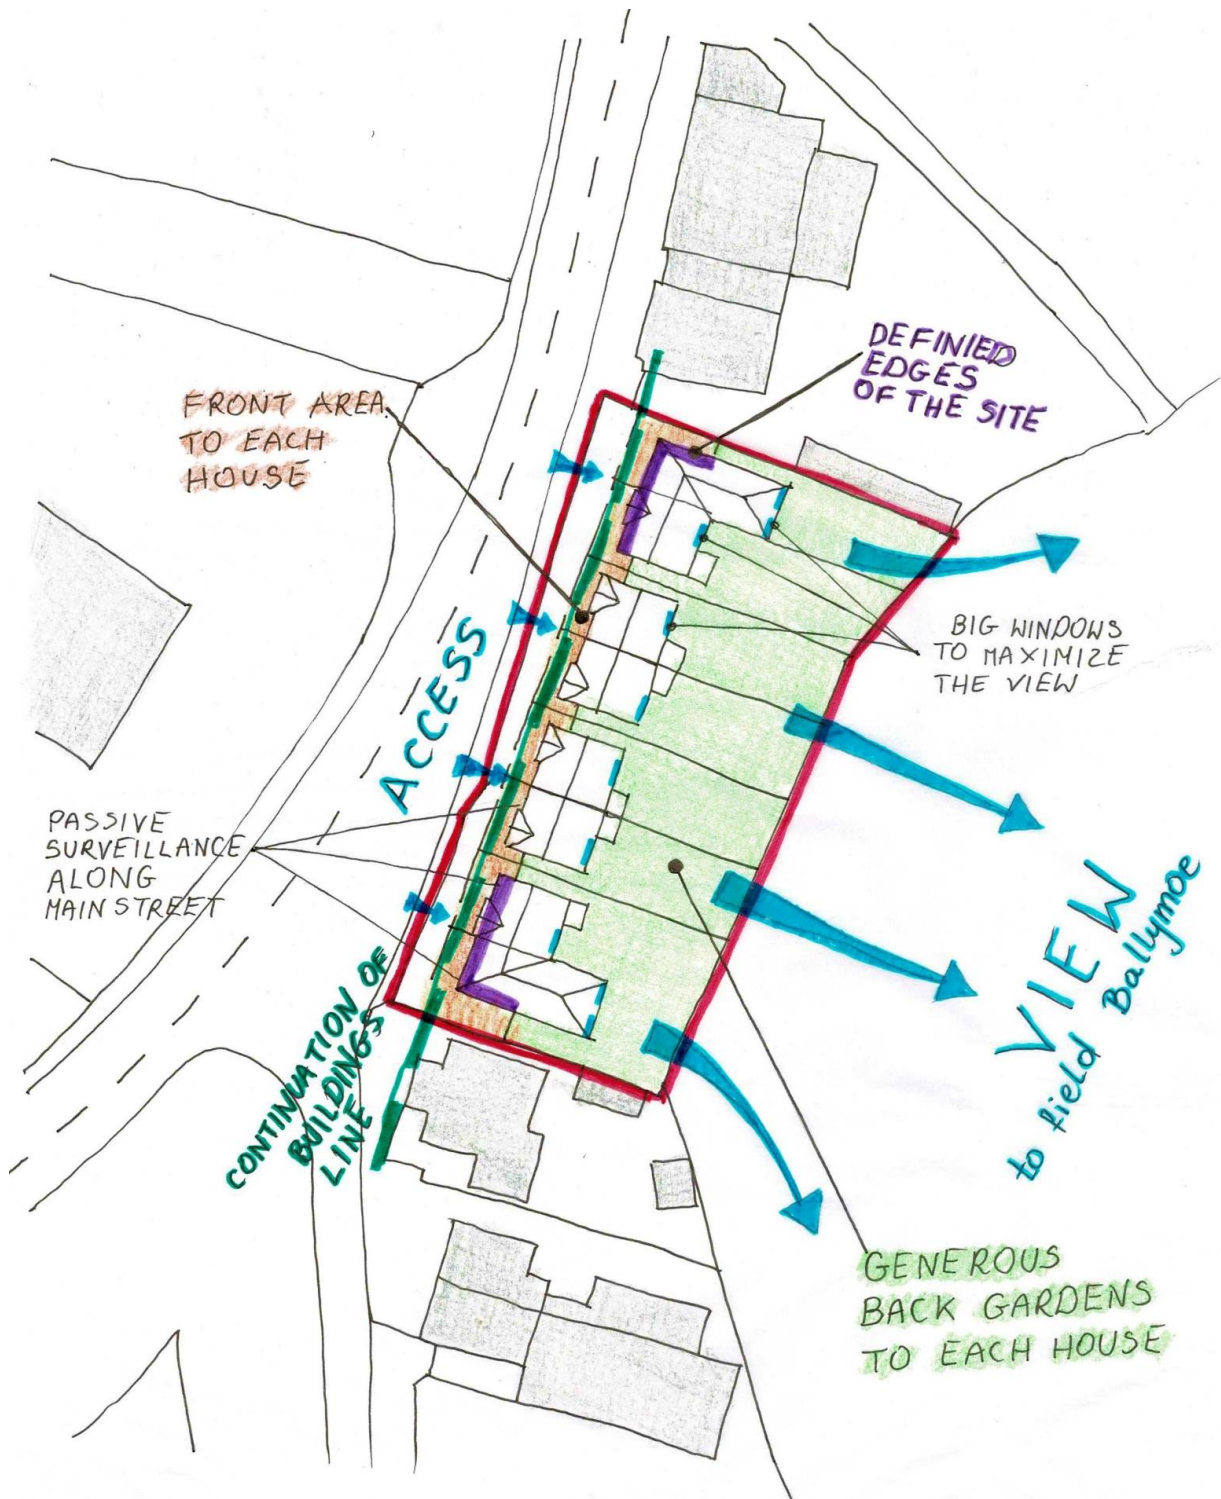 DEFINIED
EDGES
OF THE SITE
FRONT AREA
TO EACH
HOUSE
BIG WINDOWS
TO MAXIMIZE
THE VIEW
ACCESS
PASSIVE
SURVEILLANCE
ALONG
MAIN STREET
VIEW
to field Ballymoe
CONTINUATION OF
BUILDINGS
LINE
GENEROUS
BACK GARDENS
TO EACH HOUSE